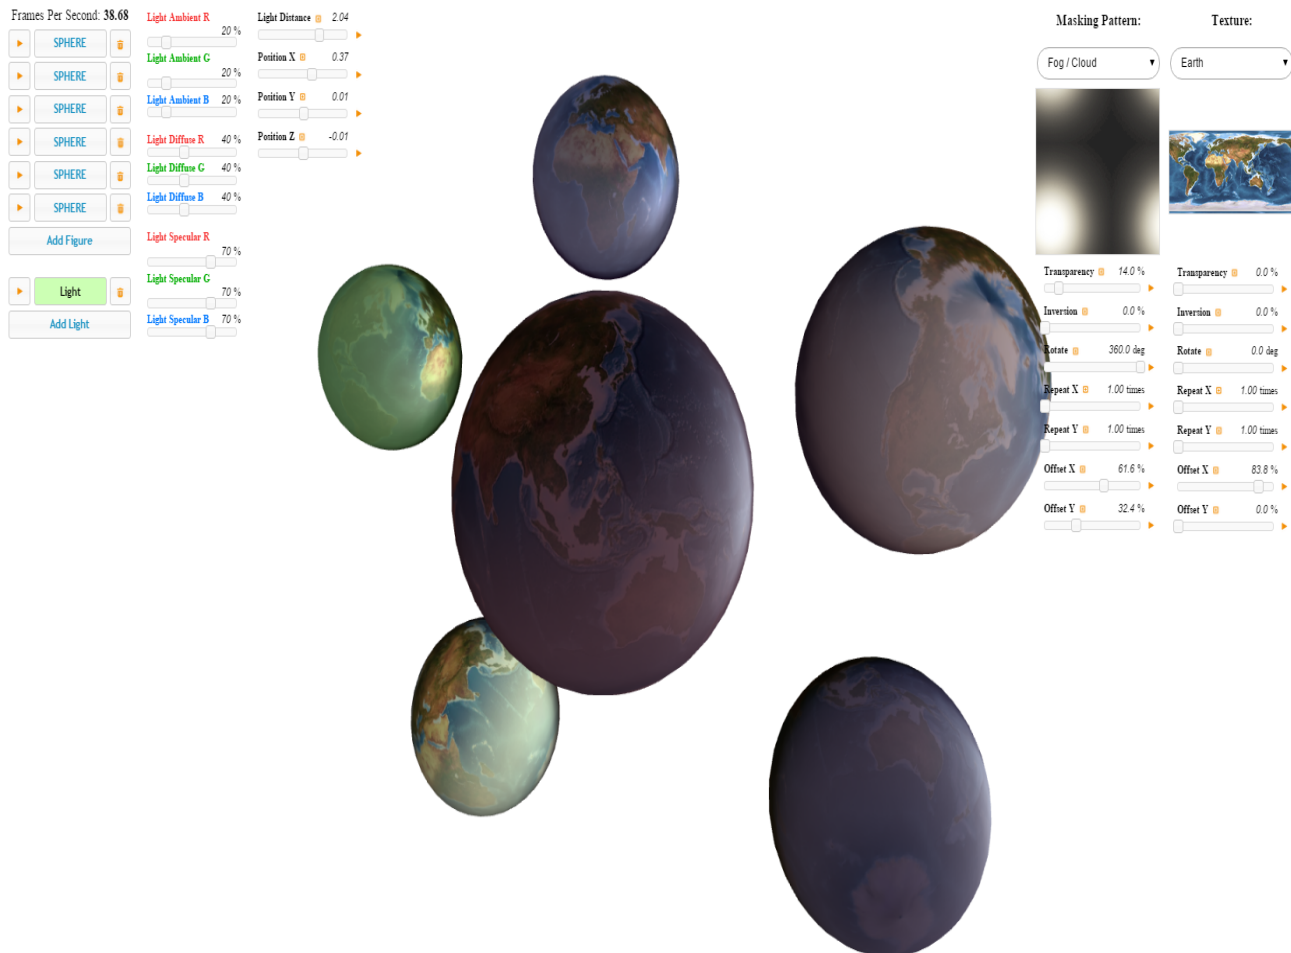 Frames Per Second: 38.68
SPHERE
SPHERE
SPHERE
SPHERE
SPHERE
SPHERE
Add Figure
Light
Add Light
Light Ambient R
20 %
Light Ambient G
20 %
Light Ambient B 20 %
Light Diffuse R 40 %
Light Diffuse G 40 %
Light Diffuse B 40 %
Light Specular R
70 %
Light Specular G
70 %
Light Specular B 70 %
Light Distance 2.04
Position X 0.37
Position Y 0.01
Position Z -0.01
Masking Pattern:
Fog / Cloud
Transparency 14.0 %
Inversion 0.0 %
Rotate 360.0 deg
Repeat X 1.00 times
Repeat Y 1.00 times
Offset X 61.6 %
Offset Y 32.4 %
Texture:
Earth
Transparency 0.0 %
Inversion 0.0 %
Rotate 0.0 deg
Repeat X 1.00 times
Repeat Y 1.00 times
Offset X 83.8 %
Offset Y 0.0 %